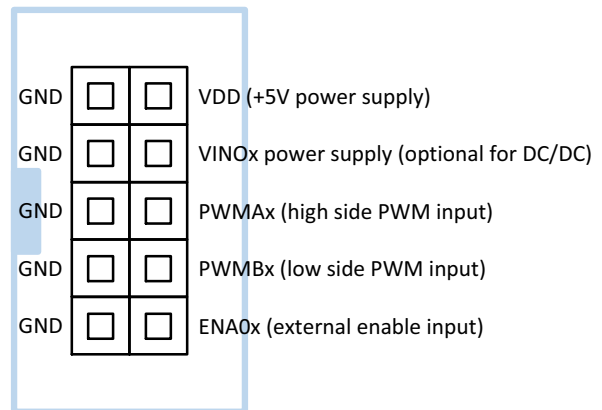 GND VDD (+5V power supply)
GND VINOx power supply (optional for DC/DC)
GND PWMAx (high side PWM input)
GND PWMBx (low side PWM input)
GND ENA0x (external enable input)